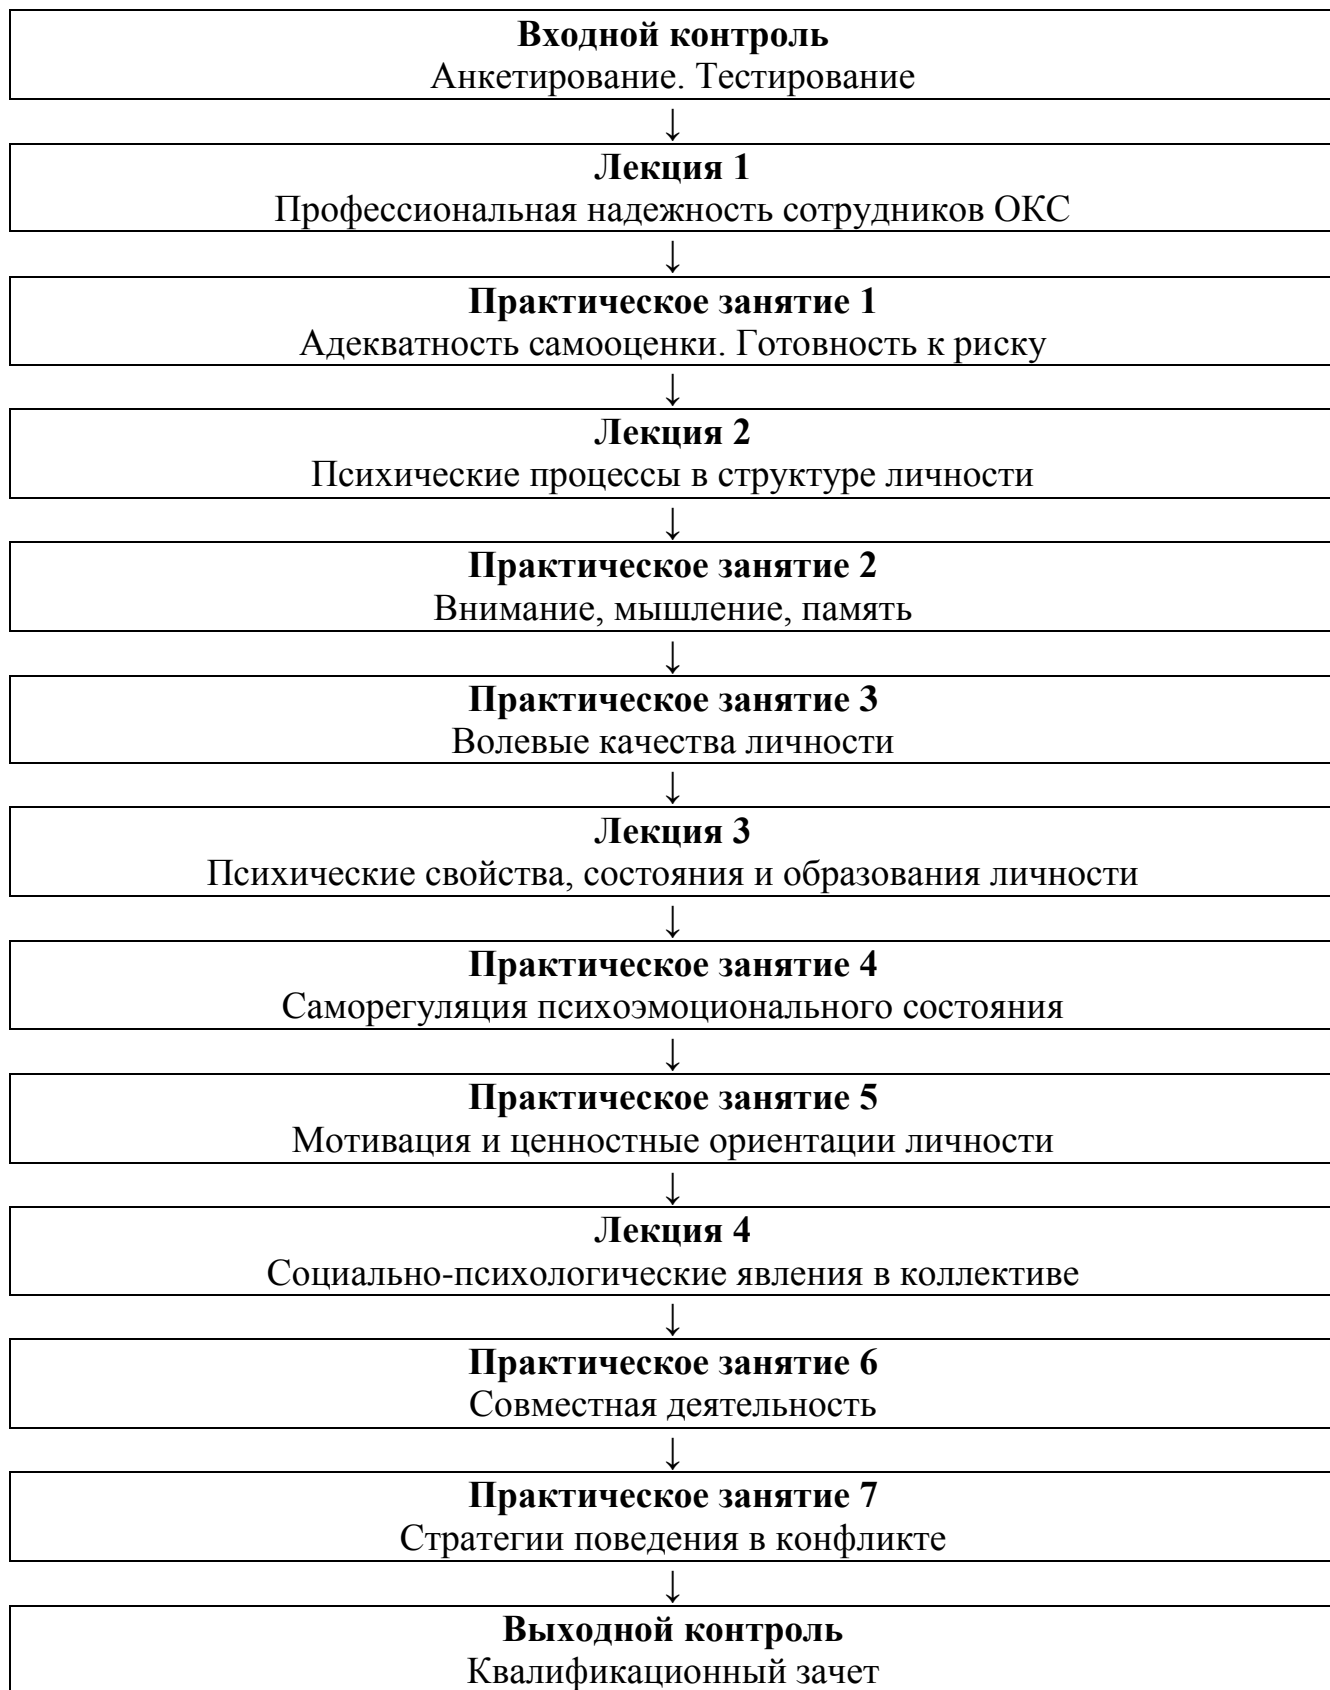 Входной контроль
Анкетирование. Тестирование
↓
Лекция 1
Профессиональная надежность сотрудников ОКС
↓
Практическое занятие 1
Адекватность самооценки. Готовность к риску
↓
Лекция 2
Психические процессы в структуре личности
↓
Практическое занятие 2
Внимание, мышление, память
↓
Практическое занятие 3
Волевые качества личности
↓
Лекция 3
Психические свойства, состояния и образования личности
↓
Практическое занятие 4
Саморегуляция психоэмоционального состояния
↓
Практическое занятие 5
Мотивация и ценностные ориентации личности
↓
Лекция 4
Социально-психологические явления в коллективе
↓
Практическое занятие 6
Совместная деятельность
↓
Практическое занятие 7
Стратегии поведения в конфликте
↓
Выходной контроль
Квалификационный зачет